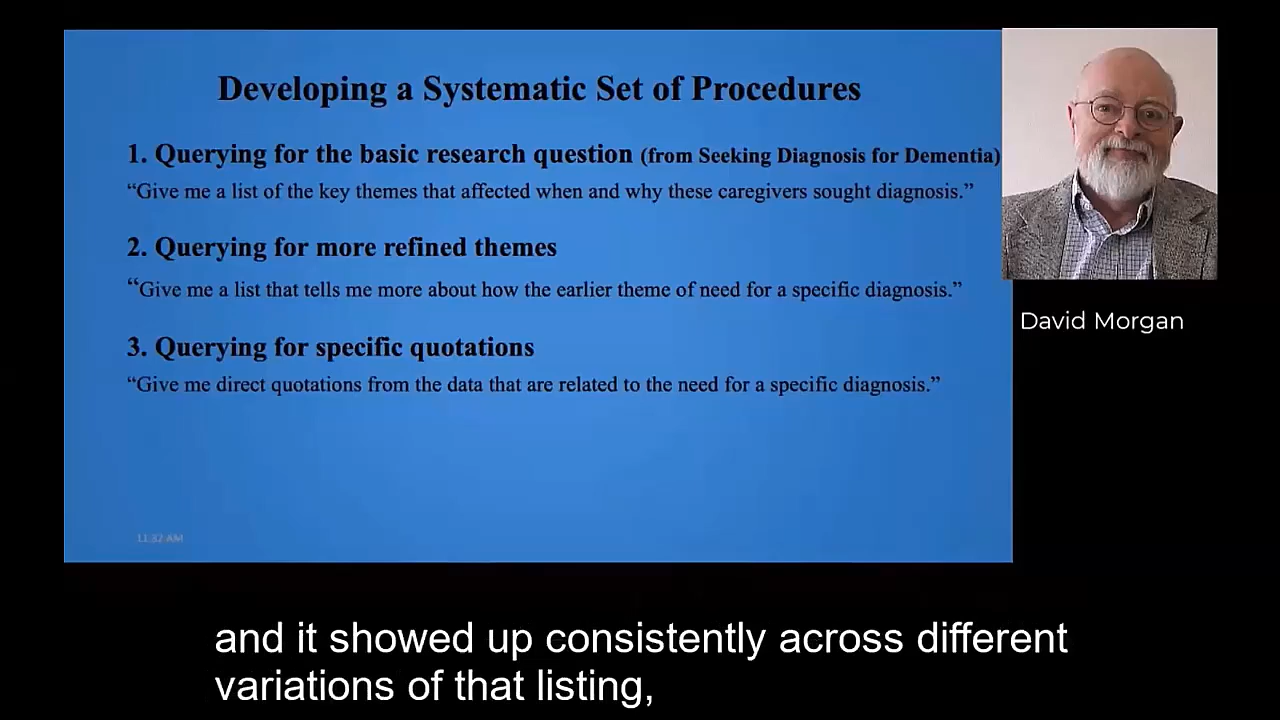 Developing a Systematic Set of Procedures
1. Querying for the basic research question (from Seeking Diagnosis for Dementia)
“Give me a list of the key themes that affected when and why these caregivers sought diagnosis.”
2. Querying for more refined themes
“Give me a list that tells me more about how the earlier theme of need for a specific diagnosis.”
3. Querying for specific quotations
“Give me direct quotations from the data that are related to the need for a specific diagnosis.”
11:32 AM
David Morgan
and it showed up consistently across different
variations of that listing,